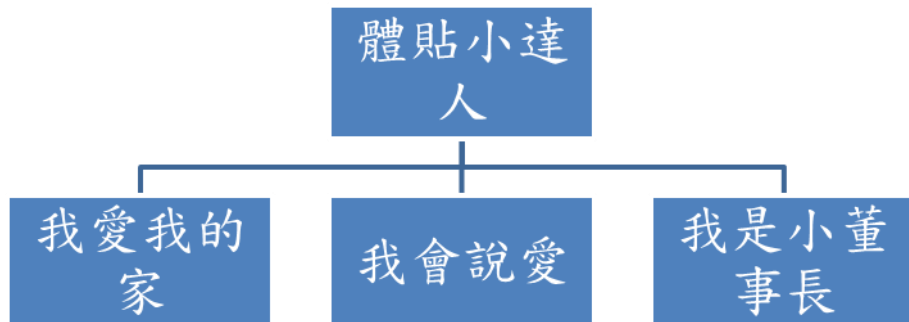 體貼小達
人
我愛我的
家
我會說愛
我是小董
事長